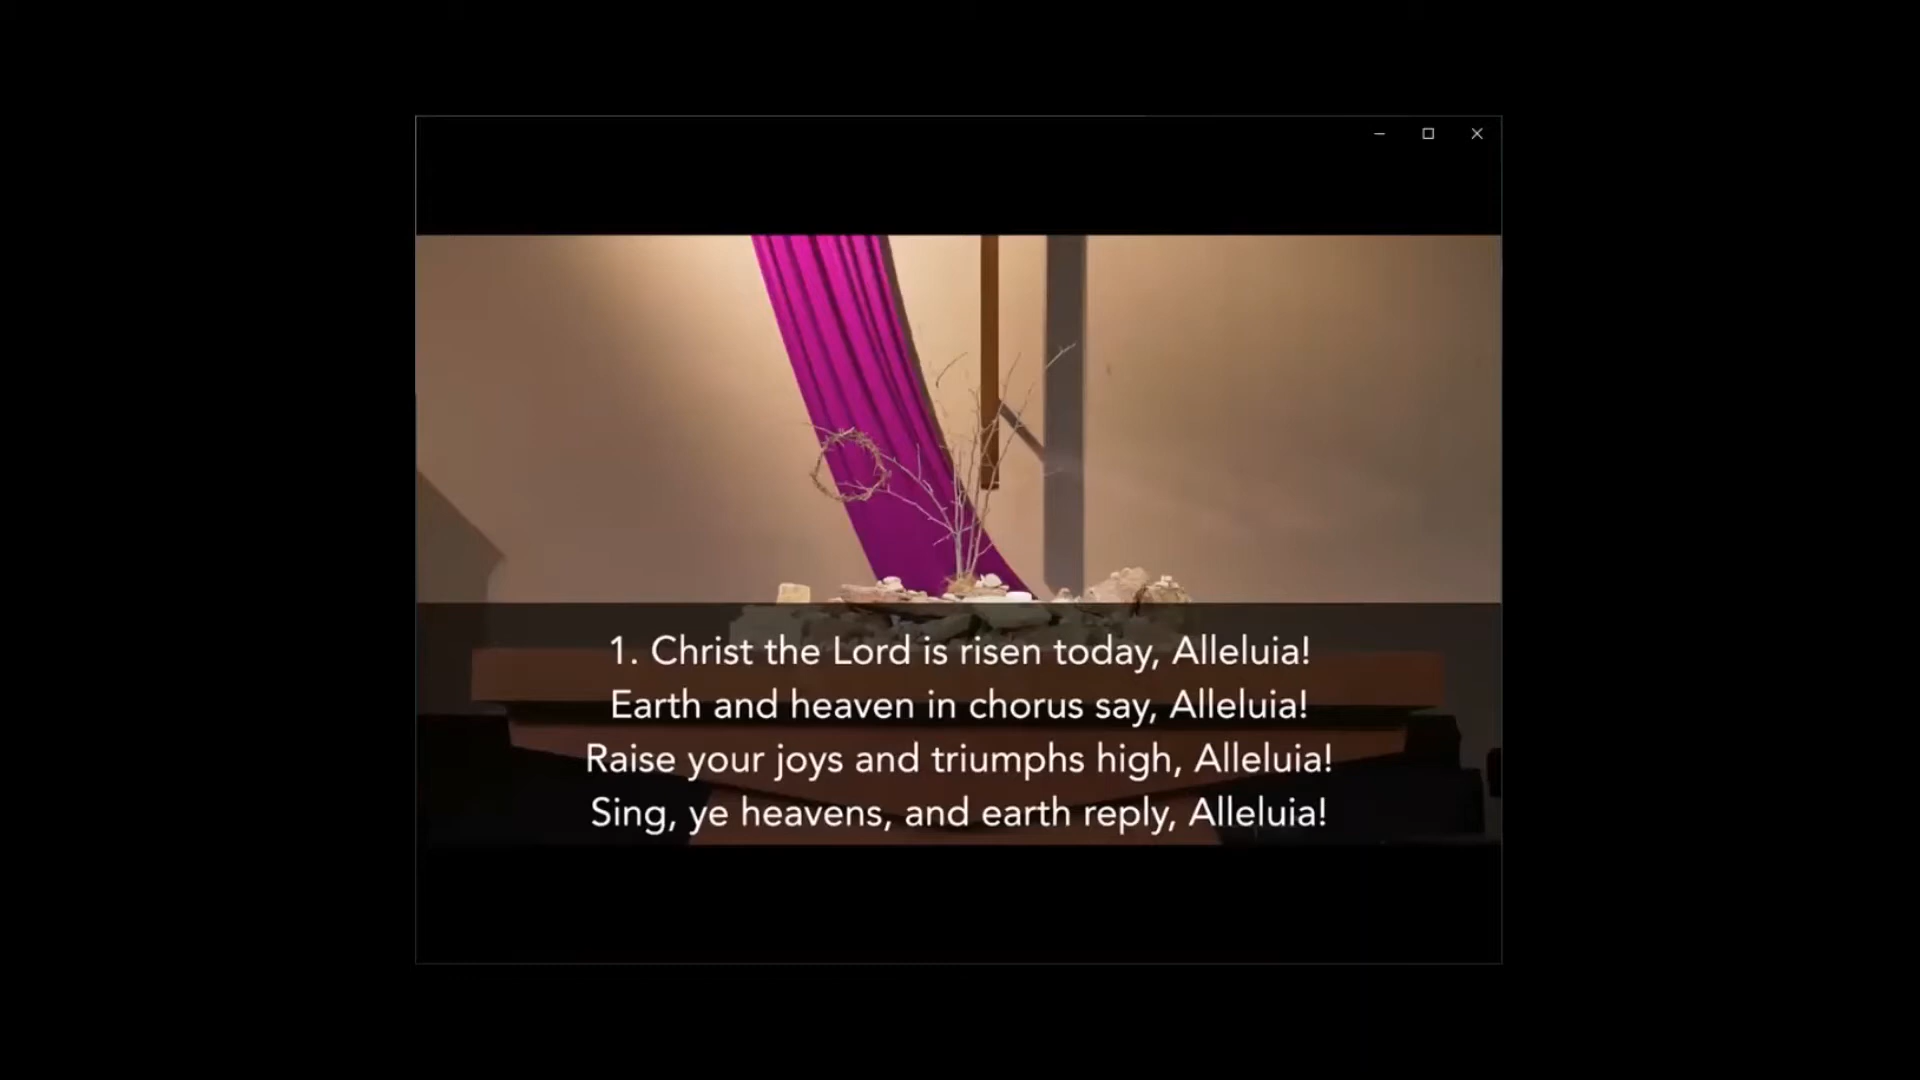 1. Christ the Lord is risen today, Alleluia!
Earth and heaven in chorus say, Alleluia!
Raise your joys and triumphs high, Alleluia!
Sing, ye heavens, and earth reply, Alleluia!